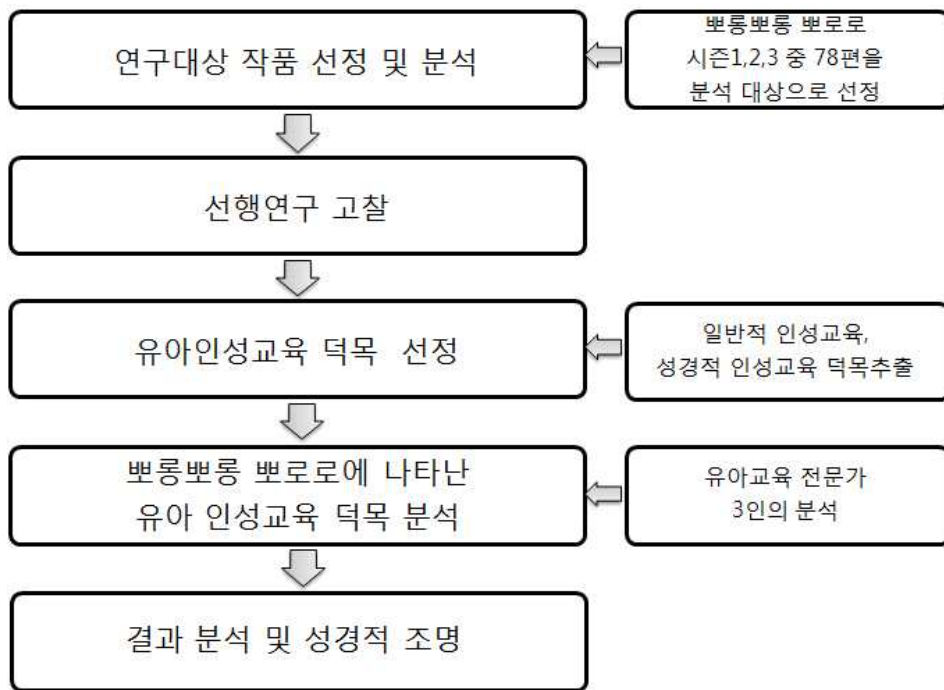 연구대상 작품 선정 및 분석
뽀롱뽀롱 뽀로로
시즌1,2,3 중 78편을
분석 대상으로 선정
선행연구 고찰
유아인성교육 덕목 선정
일반적 인성교육,
성경적 인성교육 덕목추출
뽀롱뽀롱 뽀로로에 나타난
유아 인성교육 덕목 분석
유아교육 전문가
3인의 분석
결과 분석 및 성경적 조명